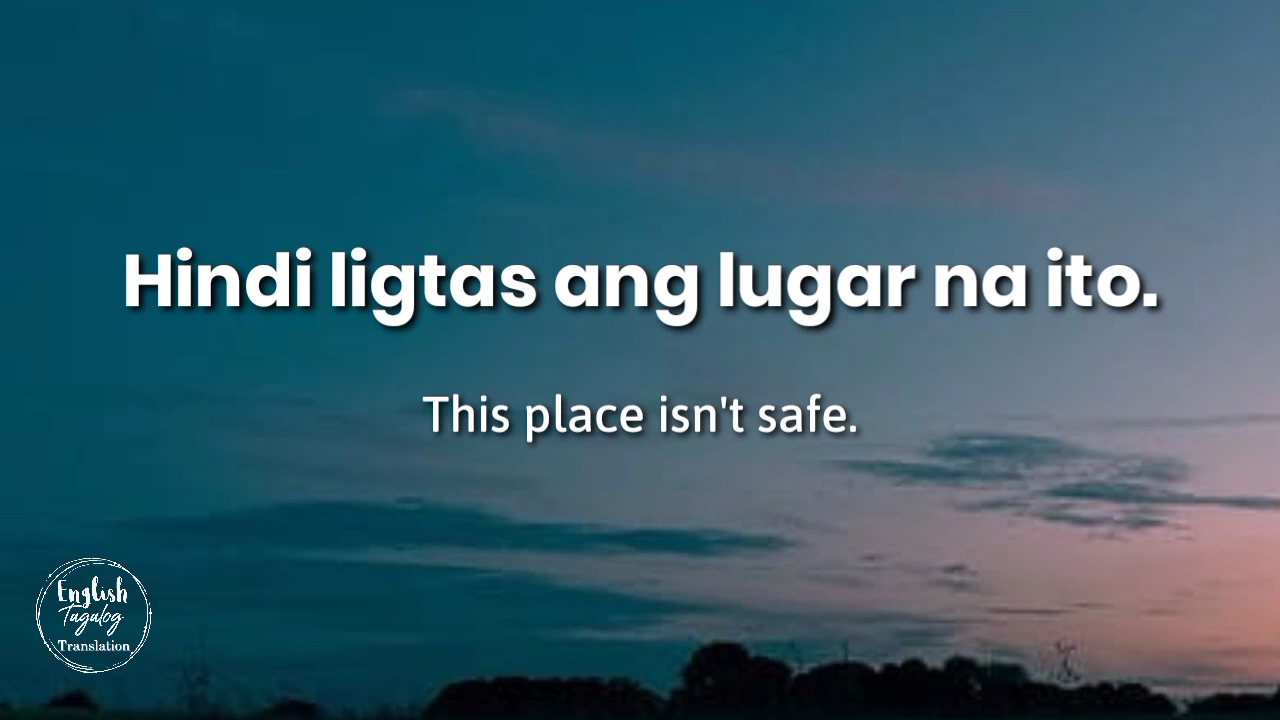 Hindi ligtas ang lugar na ito.
This place isn't safe.
English
Tagalog
Translation